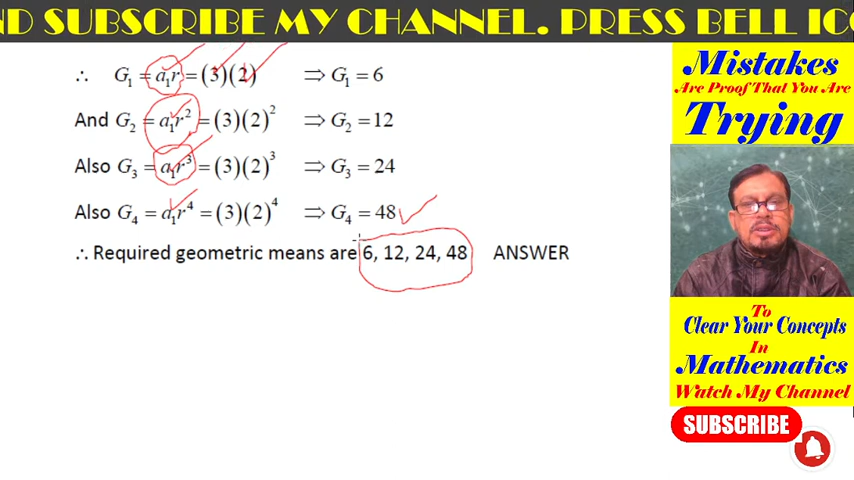 ND SUBSCRIBE MY CHANNEL. PRESS BELL ICO
∴ G₁ = a₁r = (3)(2) ⇒ G₁ = 6
And G₂ = a₁r² = (3)(2)² ⇒ G₂ = 12
Also G₃ = a₁r³ = (3)(2)³ ⇒ G₃ = 24
Also G₄ = a₁r⁴ = (3)(2)⁴ ⇒ G₄ = 48
∴ Required geometric means are 6, 12, 24, 48 ANSWER
Mistakes
Are Proof That You Are
Trying
To
Clear Your Concepts
In
Mathematics
Watch My Channel
SUBSCRIBE